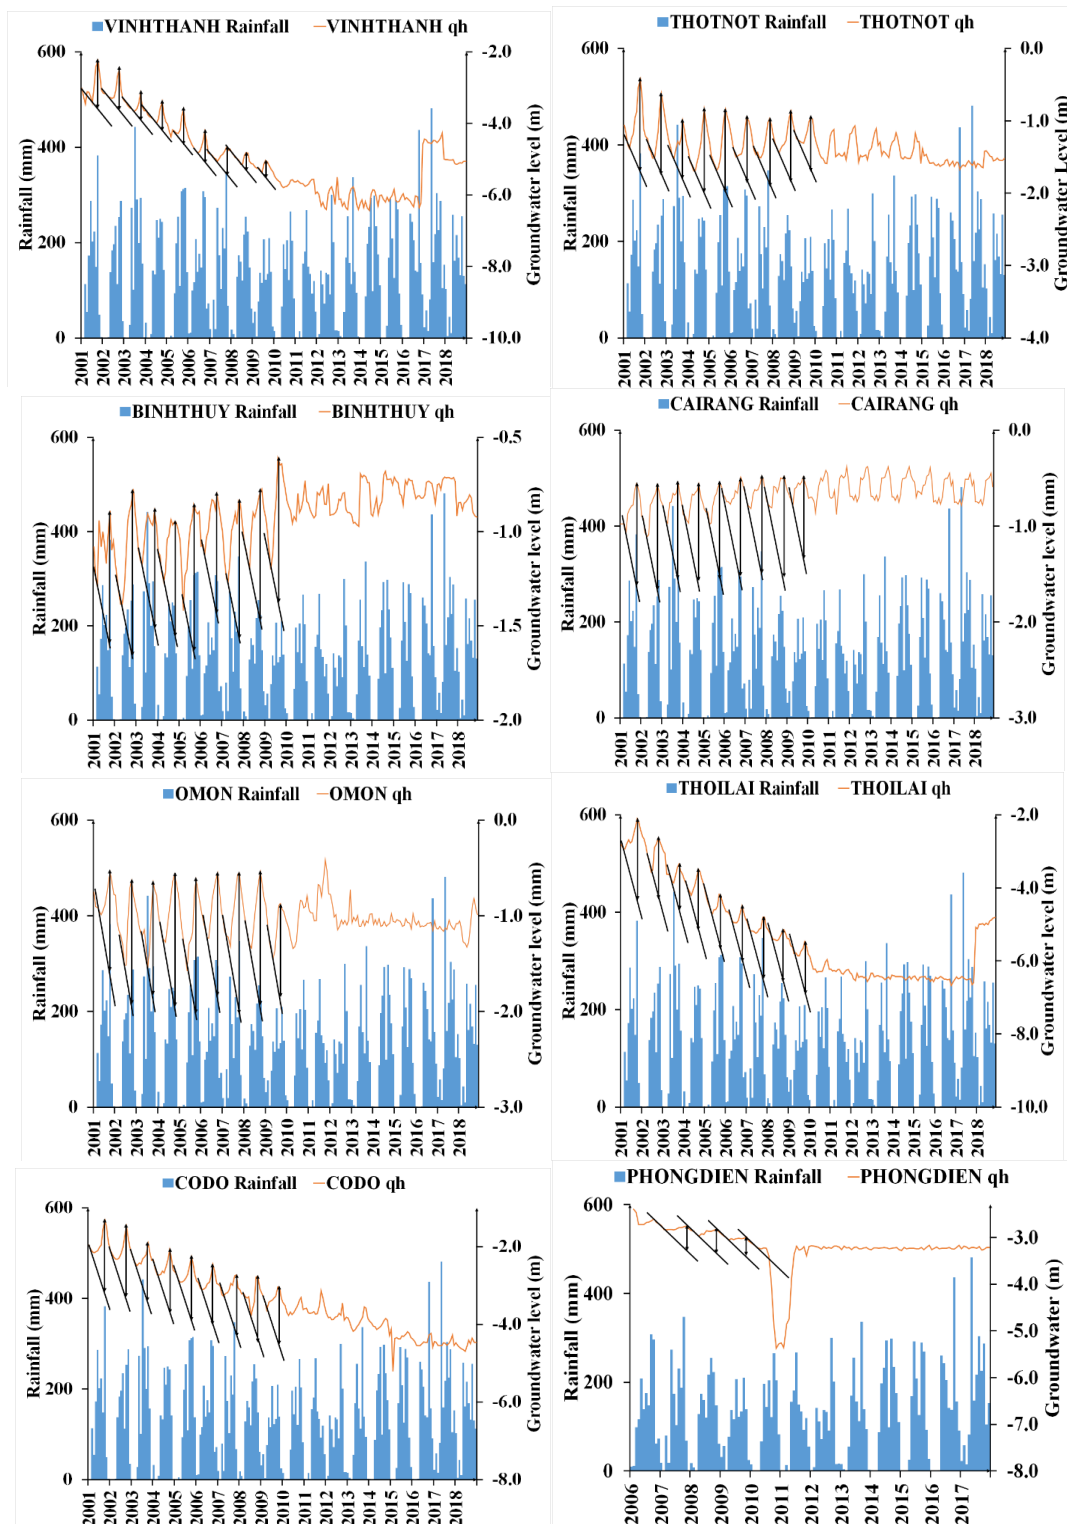 VINHTHANH Rainfall VINHTHANH qh
600
400
200
0
Rainfall (mm)
-2.0
-4.0
-6.0
-8.0
-10.0
Groundwater level (m)
2001 2002 2003 2004 2005 2006 2007 2008 2009 2010 2011 2012 2013 2014 2015 2016 2017 2018
THOTNOT Rainfall THOTNOT qh
600
400
200
0
Rainfall (mm)
0.0
-1.0
-2.0
-3.0
-4.0
Groundwater Level (m)
2001 2002 2003 2004 2005 2006 2007 2008 2009 2010 2011 2012 2013 2014 2015 2016 2017 2018
BINHTHUY Rainfall BINHTHUY qh
600
400
200
0
Rainfall (mm)
-0.5
-1.0
-1.5
-2.0
Groundwater level (m)
2001 2002 2003 2004 2005 2006 2007 2008 2009 2010 2011 2012 2013 2014 2015 2016 2017 2018
CAIRANG Rainfall CAIRANG qh
600
400
200
0
Rainfall (mm)
0.0
-1.0
-2.0
-3.0
Groundwater level (m)
2001 2002 2003 2004 2005 2006 2007 2008 2009 2010 2011 2012 2013 2014 2015 2016 2017 2018
OMON Rainfall OMON qh
600
400
200
0
Rainfall (mm)
0.0
-1.0
-2.0
-3.0
Groundwater level (m)
2001 2002 2003 2004 2005 2006 2007 2008 2009 2010 2011 2012 2013 2014 2015 2016 2017 2018
THOILAI Rainfall THOILAI qh
600
400
200
0
Rainfall (mm)
-2.0
-4.0
-6.0
-8.0
-10.0
Groundwater level (m)
2001 2002 2003 2004 2005 2006 2007 2008 2009 2010 2011 2012 2013 2014 2015 2016 2017 2018
CODO Rainfall CODO qh
600
400
200
0
Rainfall (mm)
-2.0
-4.0
-6.0
-8.0
Groundwater level (m)
2001 2002 2003 2004 2005 2006 2007 2008 2009 2010 2011 2012 2013 2014 2015 2016 2017 2018
PHONGDIEN Rainfall PHONGDIEN qh
600
400
200
0
Rainfall (mm)
-3.0
-4.0
-5.0
-6.0
-7.0
-8.0
Groundwater (m)
2006 2007 2008 2009 2010 2011 2012 2013 2014 2015 2016 2017